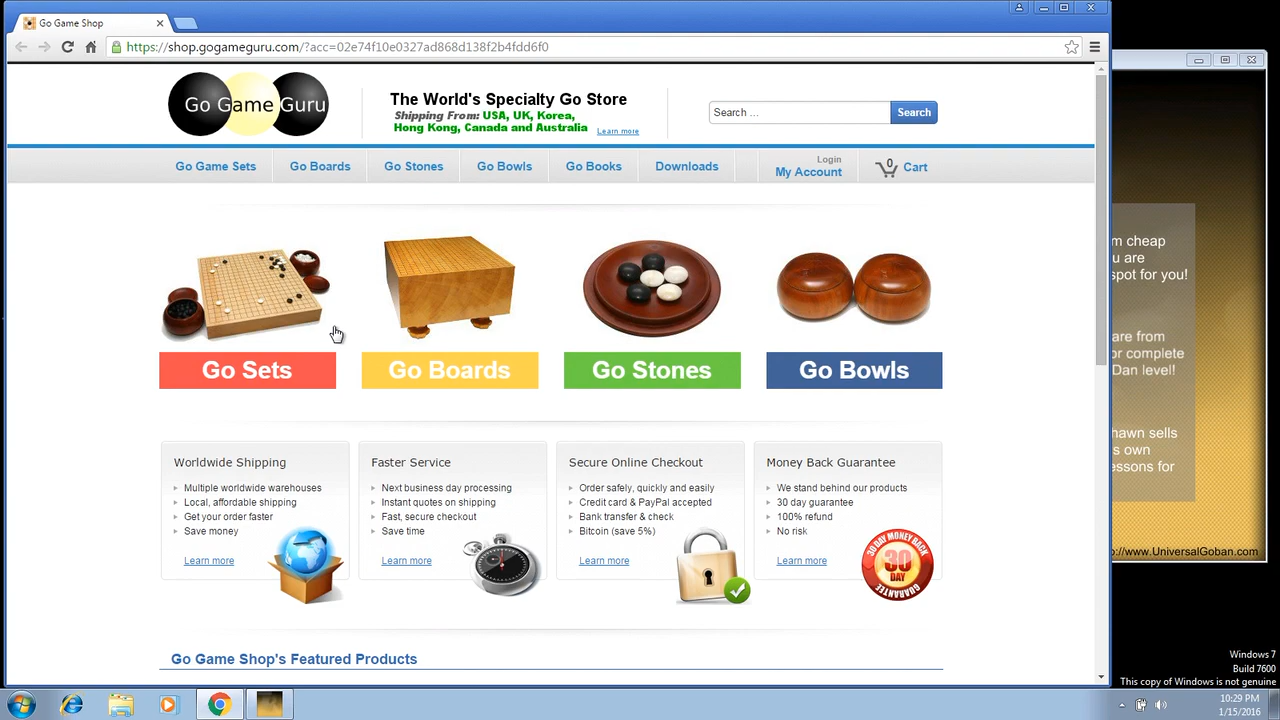 Go Game Shop
https://shop.gogameguru.com/?acc=02e74f10e0327ad868d138f2b4fdd6f0
Go Game Guru
The World's Specialty Go Store
Shipping From: USA, UK, Korea,
Hong Kong, Canada and Australia
Learn more
Search ...
Search
Go Game Sets
Go Boards
Go Stones
Go Bowls
Go Books
Downloads
Login
My Account
0
Cart
Go Sets
Go Boards
Go Stones
Go Bowls
Worldwide Shipping
Multiple worldwide warehouses
Local, affordable shipping
Get your order faster
Save money
Learn more
Faster Service
Next business day processing
Instant quotes on shipping
Fast, secure checkout
Save time
Learn more
Secure Online Checkout
Order safely, quickly and easily
Credit card & PayPal accepted
Bank transfer & check
Bitcoin (save 5%)
Learn more
Money Back Guarantee
We stand behind our products
30 day guarantee
100% refund
No risk
Learn more
30 DAY MONEY BACK
30
DAY
GUARANTEE
Go Game Shop's Featured Products
m cheap
u are
spot for you!
are from
or complete
Dan level!
hawn sells
s own
essons for
p://www.UniversalGoban.com
Windows 7
Build 7600
This copy of Windows is not genuine
10:29 PM
1/15/2016